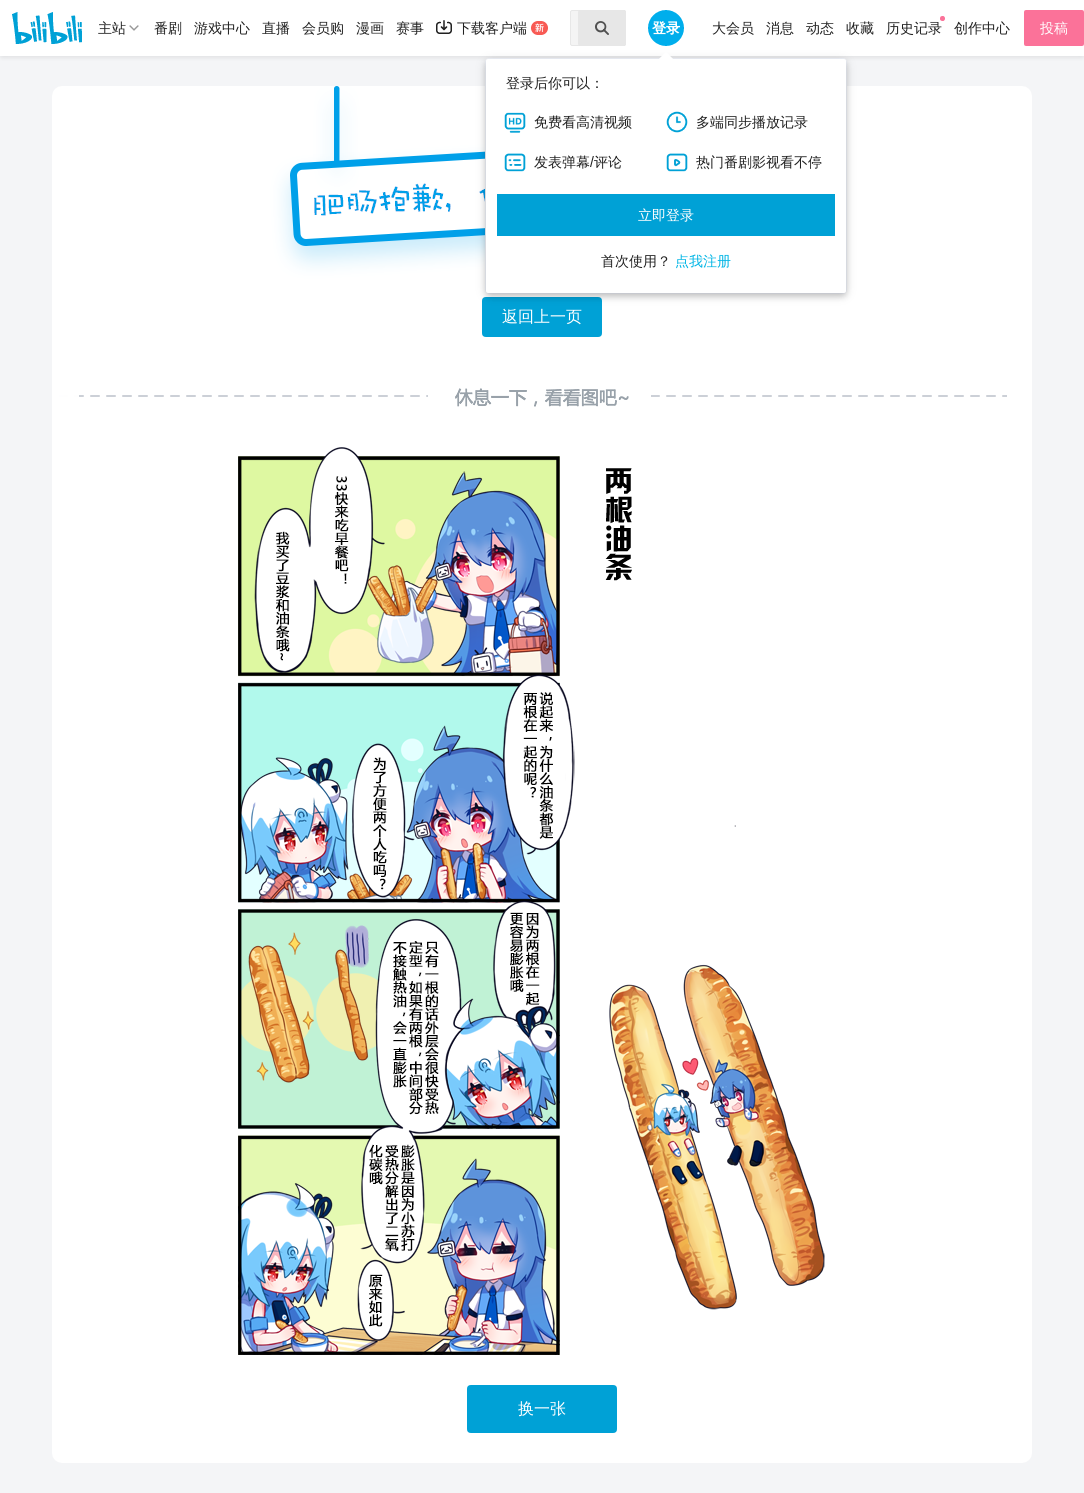 bilibili
主站
番剧
游戏中心
直播
会员购
漫画
赛事
下载客户端
新
登录
大会员
消息
动态
收藏
历史记录
创作中心
投稿
登录后你可以：
HD
免费看高清视频
多端同步播放记录
发表弹幕/评论
热门番剧影视看不停
立即登录
首次使用？
点我注册
肥肠抱歉，
返回上一页
休息一下，看看图吧~
两根油条
33快来吃早餐吧！
我买了豆浆和油条哦~
说起来，为什么油条都是
两根在一起的呢？
为了方便两个人吃吗？
因为两根在一起
更容易膨胀哦
只有一根的话外层会很快受热
定型，如果有两根，中间部分
不接触热油，会一直膨胀
膨胀是因为小苏打
受热分解出了二氧
化碳哦
原来如此
换一张